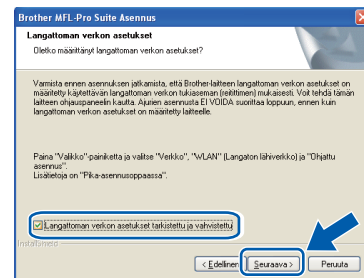 Brother MFL-Pro Suite Asennus
Langattoman verkon asetukset
Oletko määrittänyt langattoman verkon asetukset?
Varmista ennen asennuksen jatkamista, että Brother-laitteen langattoman verkon asetukset on
määritetty käytettävän langattoman verkon tukiaseman (reitittimen) mukaisesti. Voit tehdä tämän
laitteen ohjauspaneelin kautta. Ajurien asennusta EI VOIDA suorittaa loppuun, ennen kuin
langattoman verkon asetukset on määritetty laitteelle.
Paina "Valikko"-painiketta ja valitse "Verkko", "WLAN" (Langaton lähiverkko) ja "Ohjattu
asennus".
Lisätietoja on "Pika-asennusoppaassa".
Langattoman verkon asetukset tarkistettu ja vahvistettu
InstallShield
< Edellinen Seuraava > Peruuta